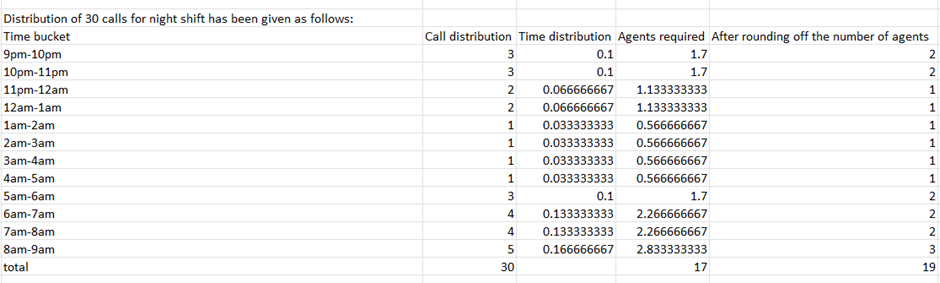 Distribution of 30 calls for night shift has been given as follows:
Time bucket Call distribution Time distribution Agents required After rounding off the number of agents
9pm-10pm 3 0.1 1.7 2
10pm-11pm 3 0.1 1.7 2
11pm-12am 2 0.066666667 1.133333333 1
12am-1am 2 0.066666667 1.133333333 1
1am-2am 1 0.033333333 0.566666667 1
2am-3am 1 0.033333333 0.566666667 1
3am-4am 1 0.033333333 0.566666667 1
4am-5am 1 0.033333333 0.566666667 1
5am-6am 3 0.1 1.7 2
6am-7am 4 0.133333333 2.266666667 2
7am-8am 4 0.133333333 2.266666667 2
8am-9am 5 0.166666667 2.833333333 3
total 30 17 19